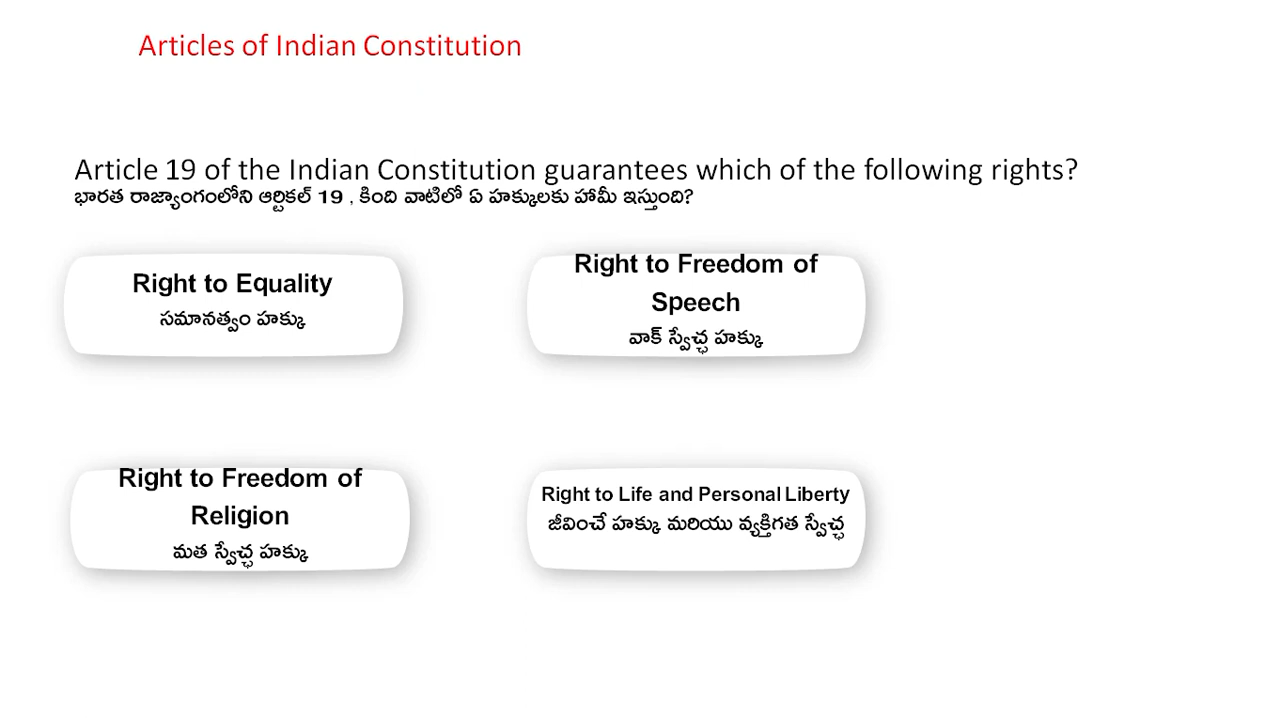 Articles of Indian Constitution
Article 19 of the Indian Constitution guarantees which of the following rights?
భారత రాజ్యాంగంలోని ఆర్టికల్ 19 , కింది వాటిలో ఏ హక్కులకు హామీ ఇస్తుంది?
Right to Equality
సమానత్వం హక్కు
Right to Freedom of
Speech
వాక్ స్వేచ్ఛ హక్కు
Right to Freedom of
Religion
మత స్వేచ్ఛ హక్కు
Right to Life and Personal Liberty
జీవించే హక్కు మరియు వ్యక్తిగత స్వేచ్ఛ